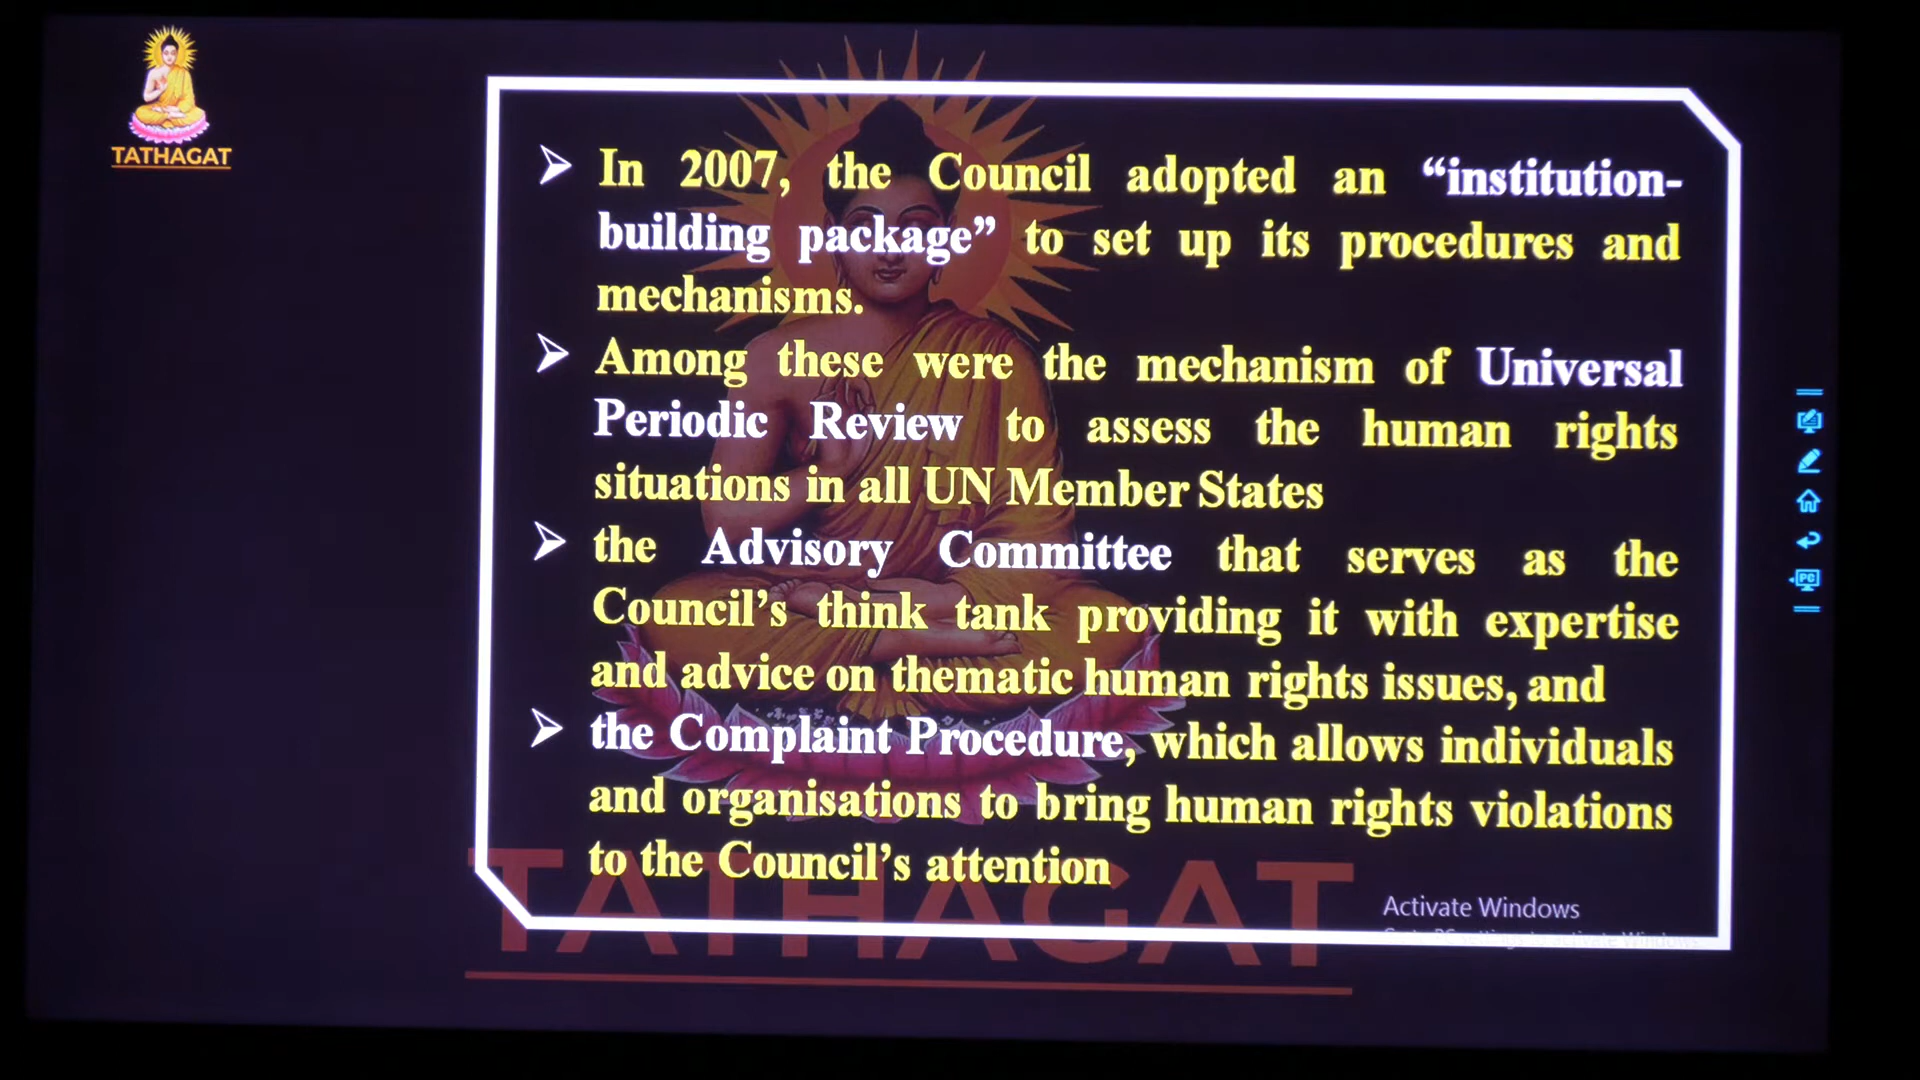 TATHAGAT
In 2007, the Council adopted an “institution-
building package” to set up its procedures and
mechanisms.
Among these were the mechanism of Universal
Periodic Review to assess the human rights
situations in all UN Member States
the Advisory Committee that serves as the
Council’s think tank providing it with expertise
and advice on thematic human rights issues, and
the Complaint Procedure, which allows individuals
and organisations to bring human rights violations
to the Council’s attention
TATHAGAT
Activate Windows
PC